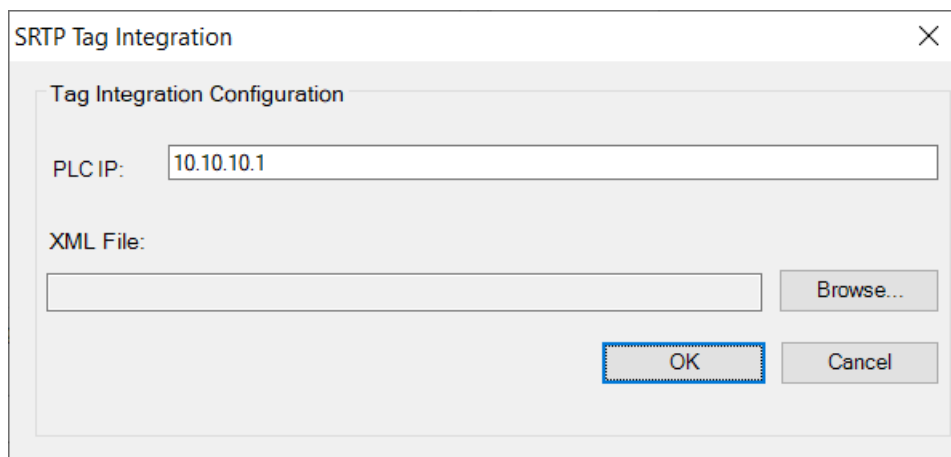 SRTP Tag Integration
Tag Integration Configuration
PLC IP: 10.10.10.1
XML File:
Browse...
OK Cancel